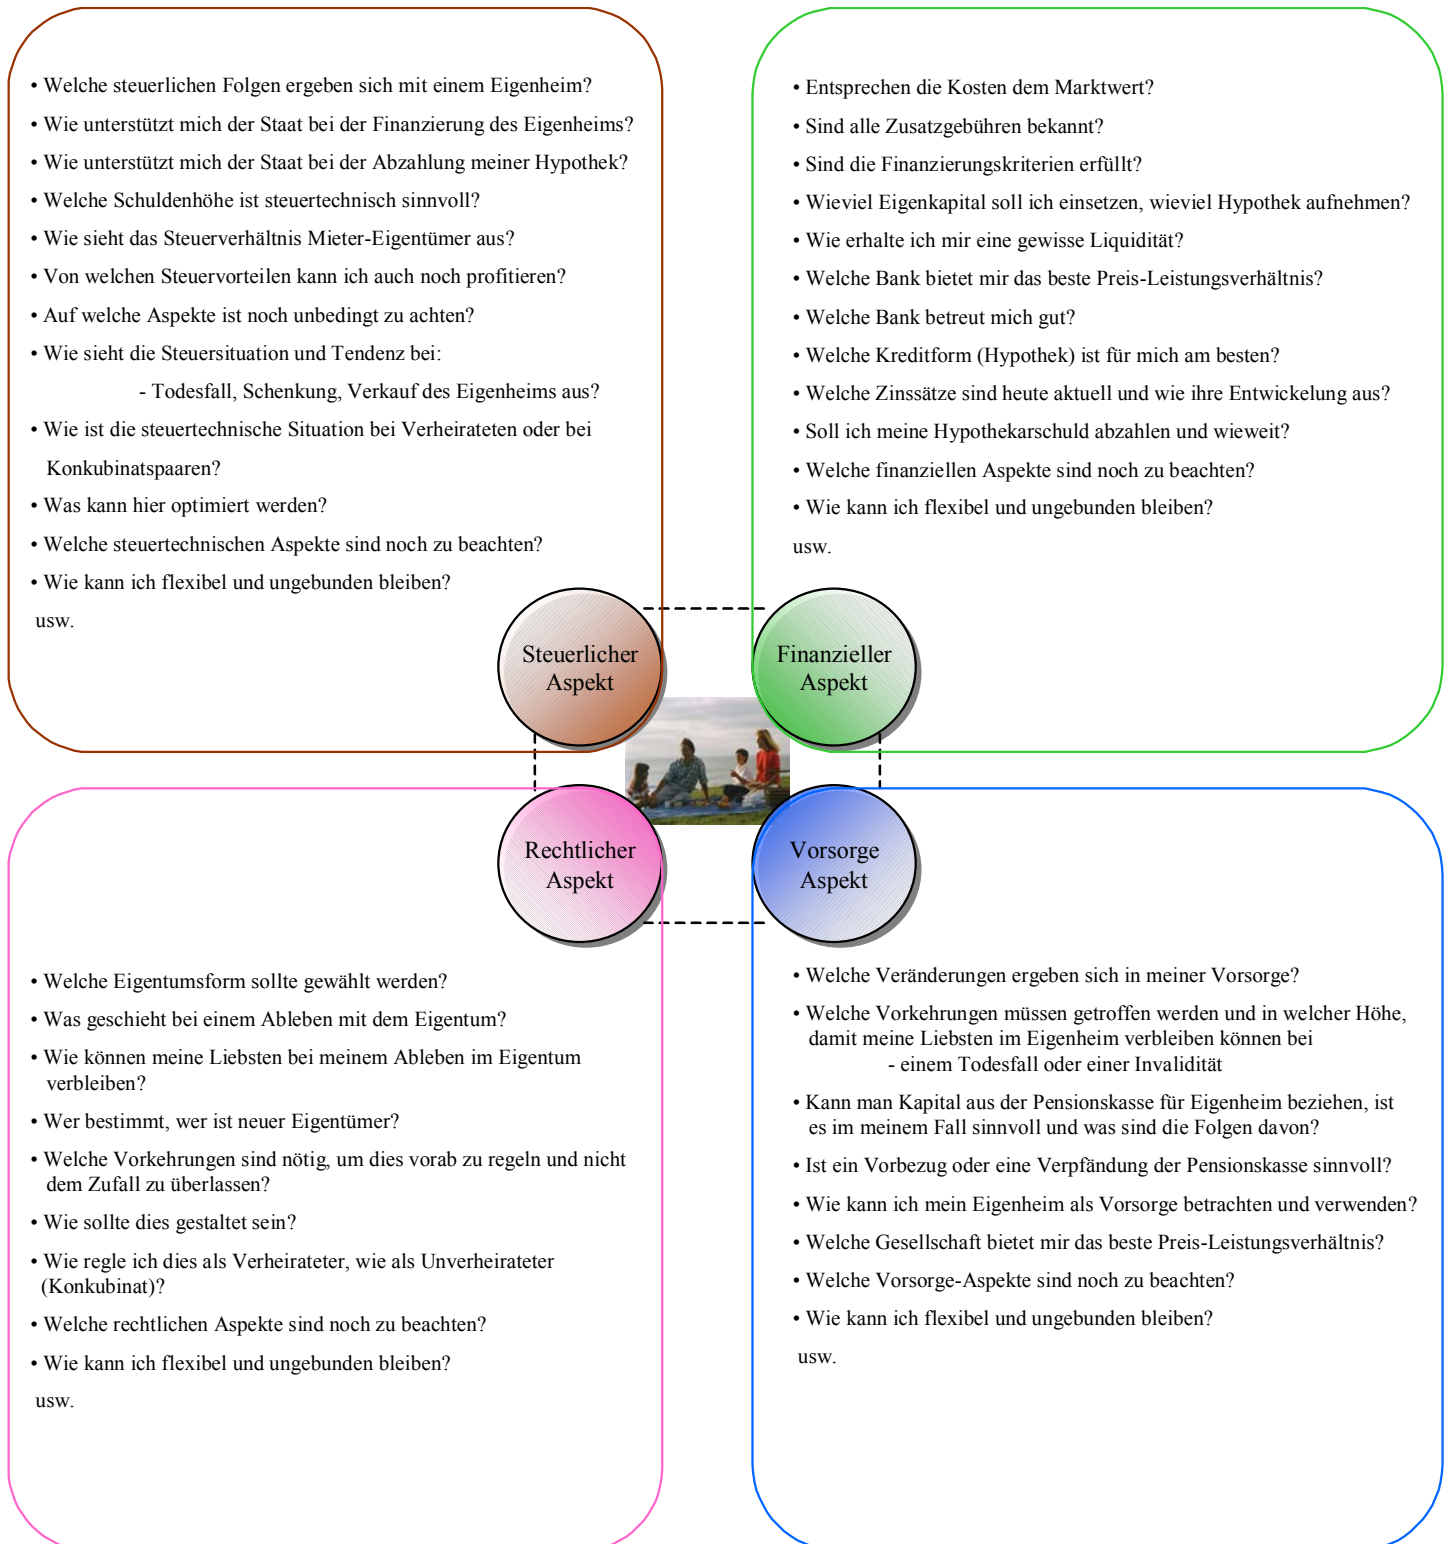 • Welche steuerlichen Folgen ergeben sich mit einem Eigenheim?
• Wie unterstützt mich der Staat bei der Finanzierung des Eigenheims?
• Wie unterstützt mich der Staat bei der Abzahlung meiner Hypothek?
• Welche Schuldenhöhe ist steuertechnisch sinnvoll?
• Wie sieht das Steuerverhältnis Mieter-Eigentümer aus?
• Von welchen Steuervorteilen kann ich auch noch profitieren?
• Auf welche Aspekte ist noch unbedingt zu achten?
• Wie sieht die Steuersituation und Tendenz bei:
- Todesfall, Schenkung, Verkauf des Eigenheims aus?
• Wie ist die steuertechnische Situation bei Verheirateten oder bei
Konkubinatspaaren?
• Was kann hier optimiert werden?
• Welche steuertechnischen Aspekte sind noch zu beachten?
• Wie kann ich flexibel und ungebunden bleiben?
usw.
Steuerlicher
Aspekt
• Entsprechen die Kosten dem Marktwert?
• Sind alle Zusatzgebühren bekannt?
• Sind die Finanzierungskriterien erfüllt?
• Wieviel Eigenkapital soll ich einsetzen, wieviel Hypothek aufnehmen?
• Wie erhalte ich mir eine gewisse Liquidität?
• Welche Bank bietet mir das beste Preis-Leistungsverhältnis?
• Welche Bank betreut mich gut?
• Welche Kreditform (Hypothek) ist für mich am besten?
• Welche Zinssätze sind heute aktuell und wie ihre Entwickelung aus?
• Soll ich meine Hypothekarschuld abzahlen und wieweit?
• Welche finanziellen Aspekte sind noch zu beachten?
• Wie kann ich flexibel und ungebunden bleiben?
usw.
Finanzieller
Aspekt
Rechtlicher
Aspekt
• Welche Eigentumsform sollte gewählt werden?
• Was geschieht bei einem Ableben mit dem Eigentum?
• Wie können meine Liebsten bei meinem Ableben im Eigentum
verbleiben?
• Wer bestimmt, wer ist neuer Eigentümer?
• Welche Vorkehrungen sind nötig, um dies vorab zu regeln und nicht
dem Zufall zu überlassen?
• Wie sollte dies gestaltet sein?
• Wie regle ich dies als Verheirateter, wie als Unverheirateter
(Konkubinat)?
• Welche rechtlichen Aspekte sind noch zu beachten?
• Wie kann ich flexibel und ungebunden bleiben?
usw.
Vorsorge
Aspekt
• Welche Veränderungen ergeben sich in meiner Vorsorge?
• Welche Vorkehrungen müssen getroffen werden und in welcher Höhe,
damit meine Liebsten im Eigenheim verbleiben können bei
- einem Todesfall oder einer Invalidität
• Kann man Kapital aus der Pensionskasse für Eigenheim beziehen, ist
es im meinem Fall sinnvoll und was sind die Folgen davon?
• Ist ein Vorbezug oder eine Verpfändung der Pensionskasse sinnvoll?
• Wie kann ich mein Eigenheim als Vorsorge betrachten und verwenden?
• Welche Gesellschaft bietet mir das beste Preis-Leistungsverhältnis?
• Welche Vorsorge-Aspekte sind noch zu beachten?
• Wie kann ich flexibel und ungebunden bleiben?
usw.